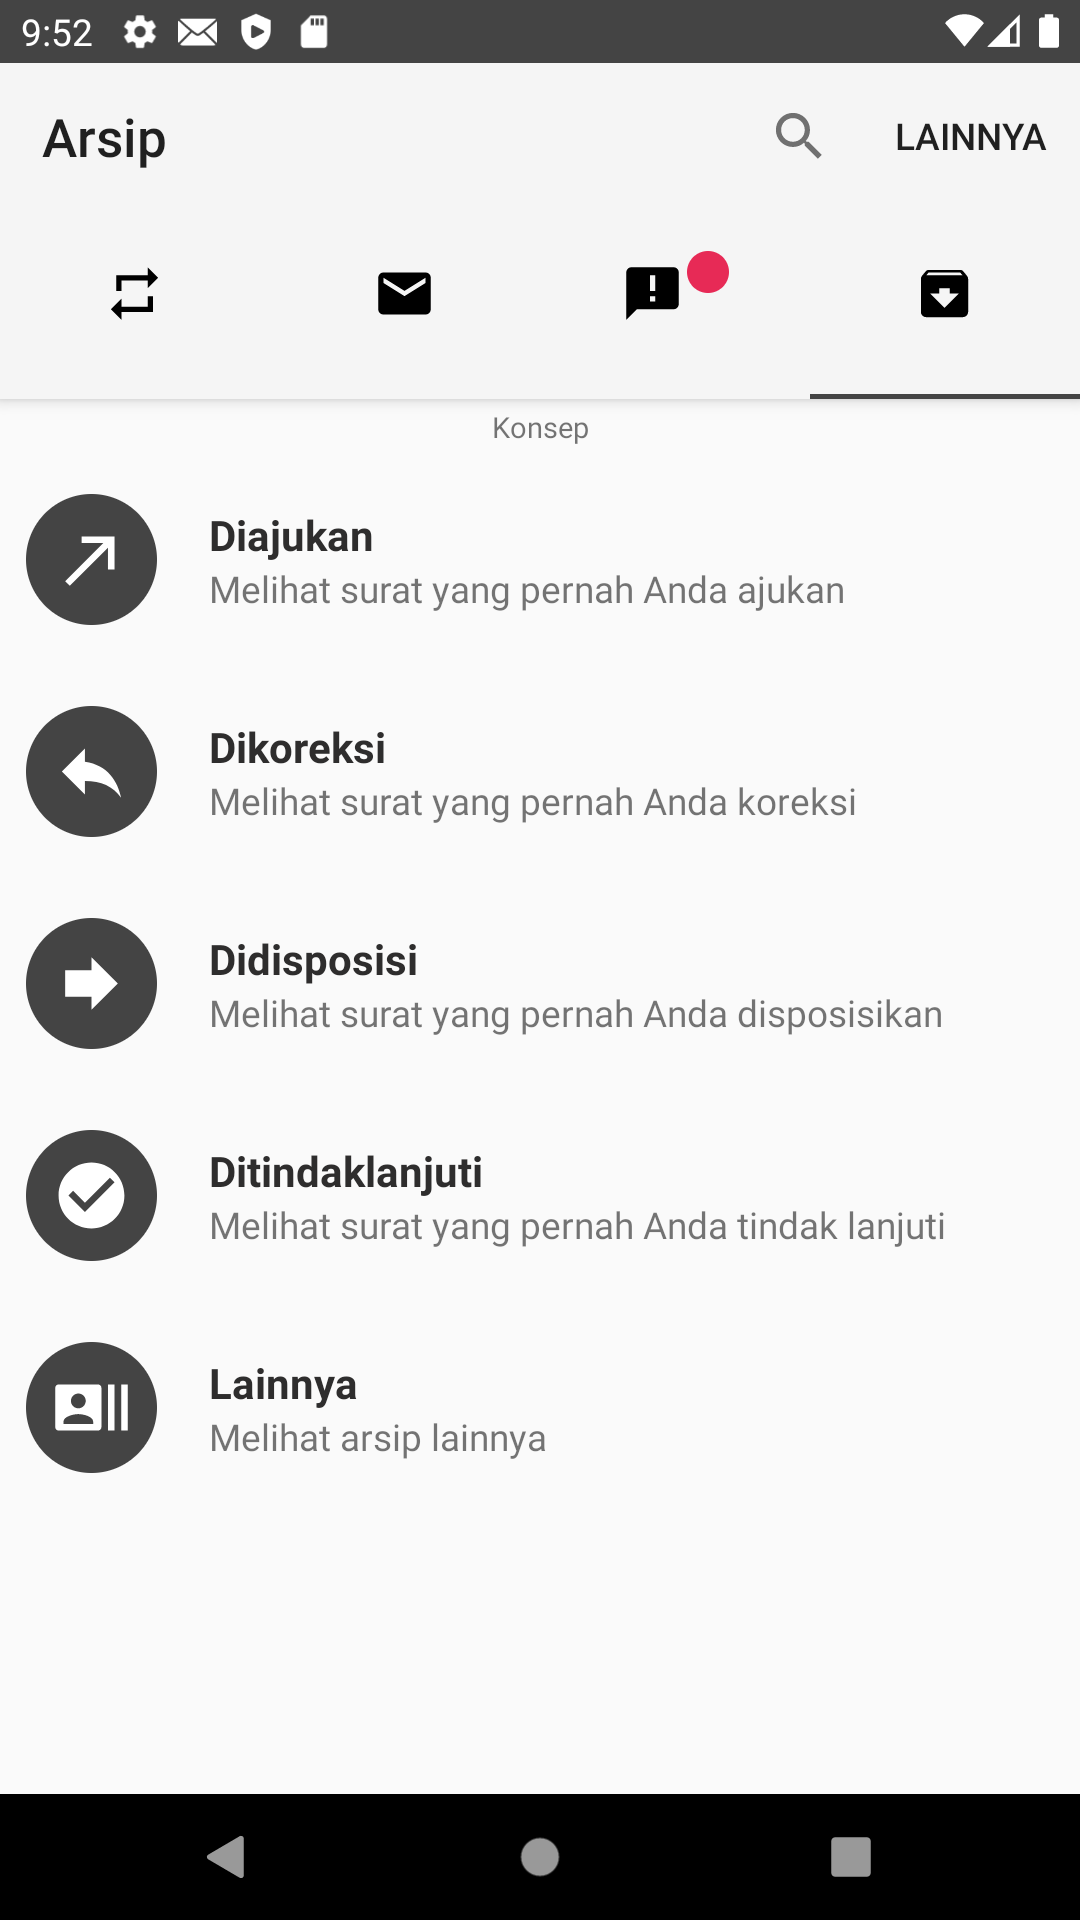 9:52
Arsip
LAINNYA
Konsep
Diajukan
Melihat surat yang pernah Anda ajukan
Dikoreksi
Melihat surat yang pernah Anda koreksi
Didisposisi
Melihat surat yang pernah Anda disposisikan
Ditindaklanjuti
Melihat surat yang pernah Anda tindak lanjuti
Lainnya
Melihat arsip lainnya